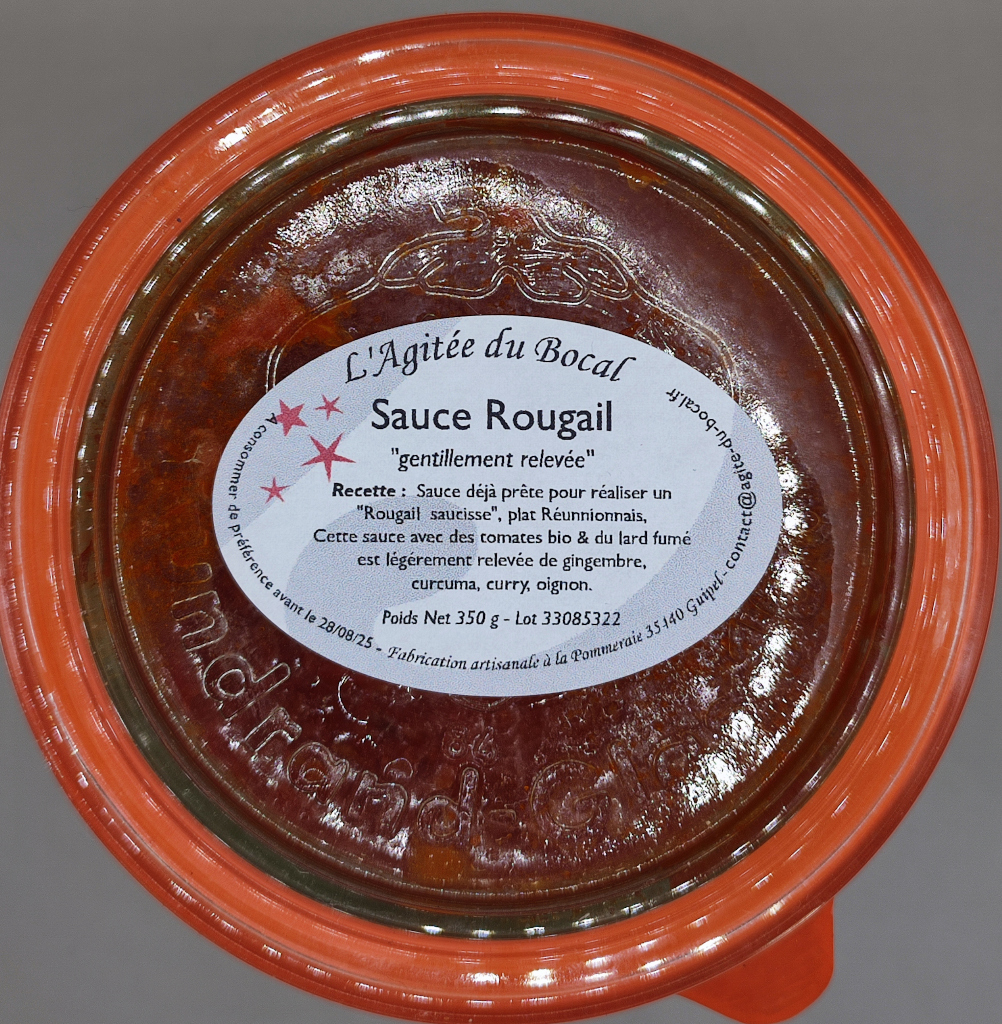 L'Agitée du Bocal
Sauce Rougail
"gentillement relevée"
Recette : Sauce déjà prête pour réaliser un
"Rougail saucisse", plat Réunnionnais,
Cette sauce avec des tomates bio & du lard fumé
est légérement relevée de gingembre,
curcuma, curry, oignon.
Poids Net 350 g - Lot 33085322
A consommer de préférence avant le 28/08/25 - Fabrication artisanale à la Pommeraie 35140 Guipel - contact@agite-du-bocal.fr